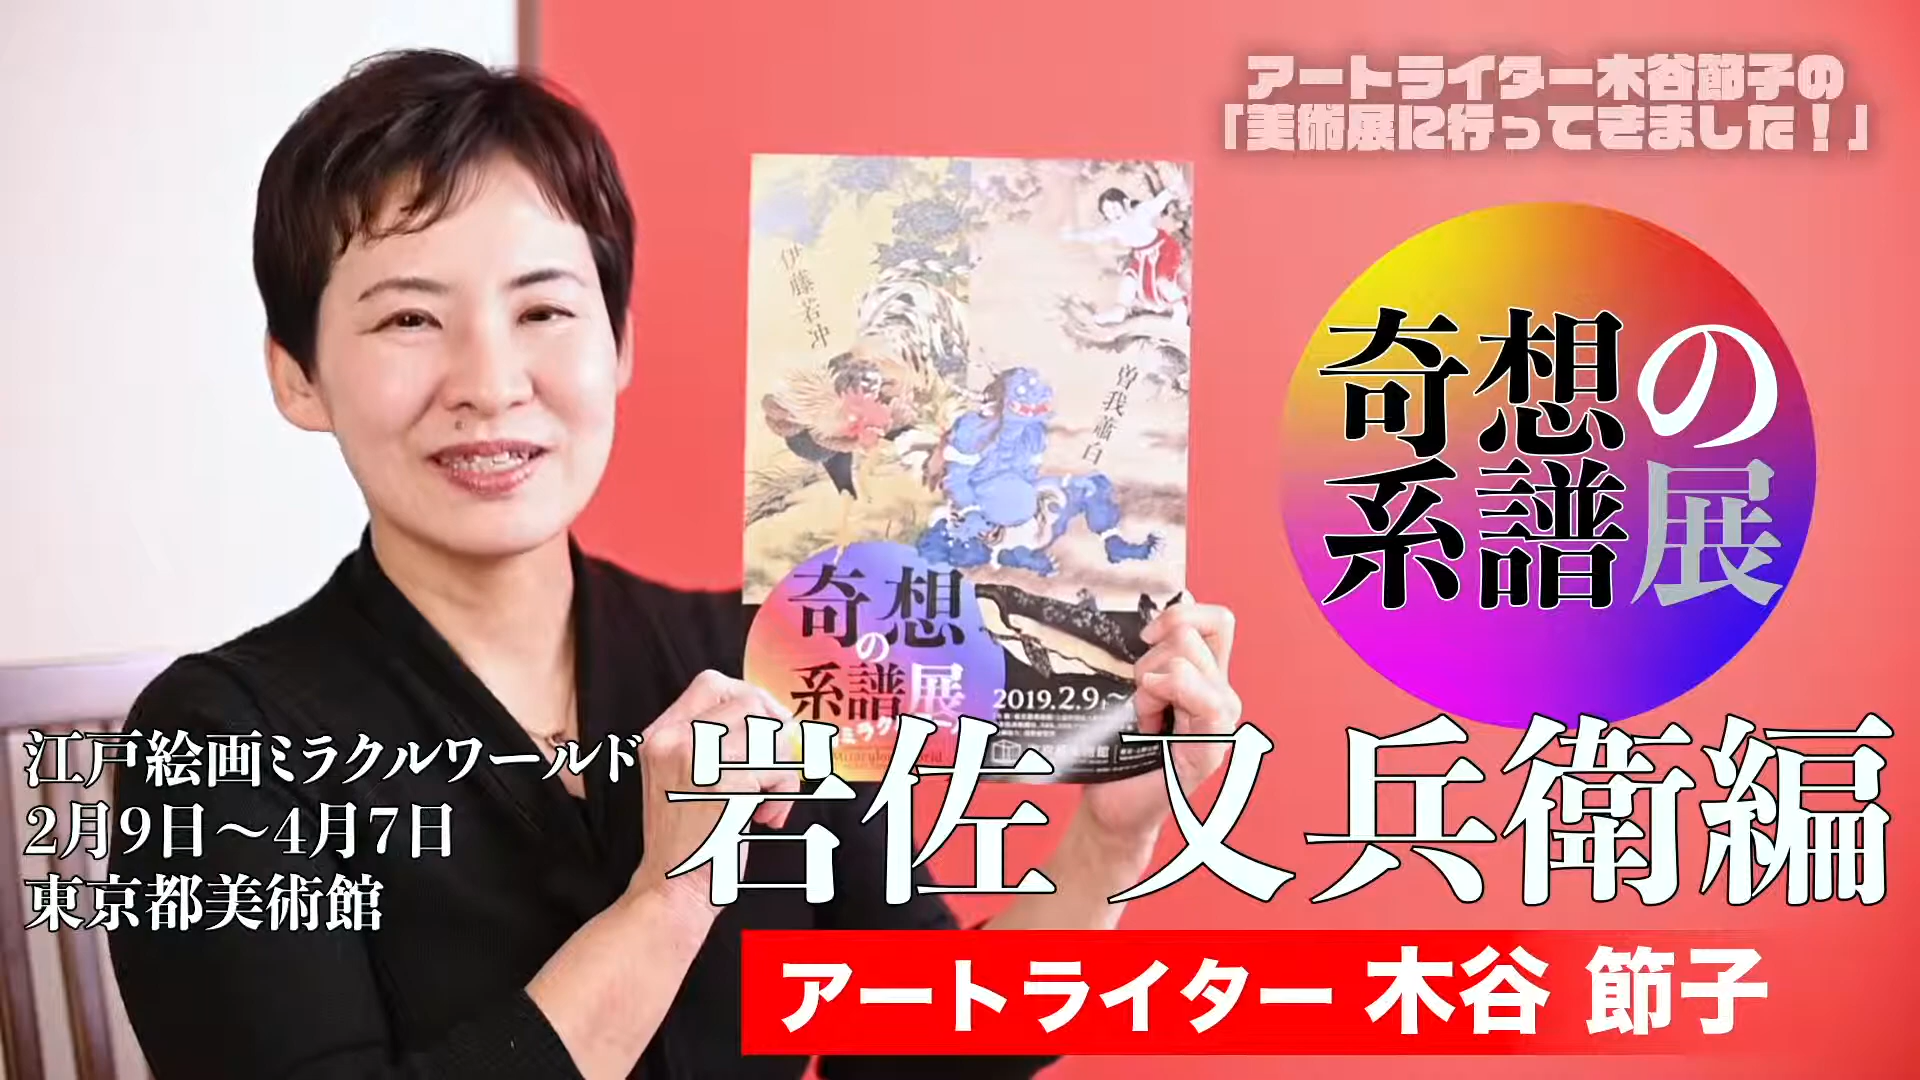 アートライター木谷節子の
「美術展に行ってきました！」
奇想の
系譜展
伊藤若冲
曽我蕭白
奇想
の
系譜展
2019.2.9
江戸絵画ミラクルワールド
2月9日〜4月7日
東京都美術館
岩佐 又兵衛編
アートライター 木谷 節子